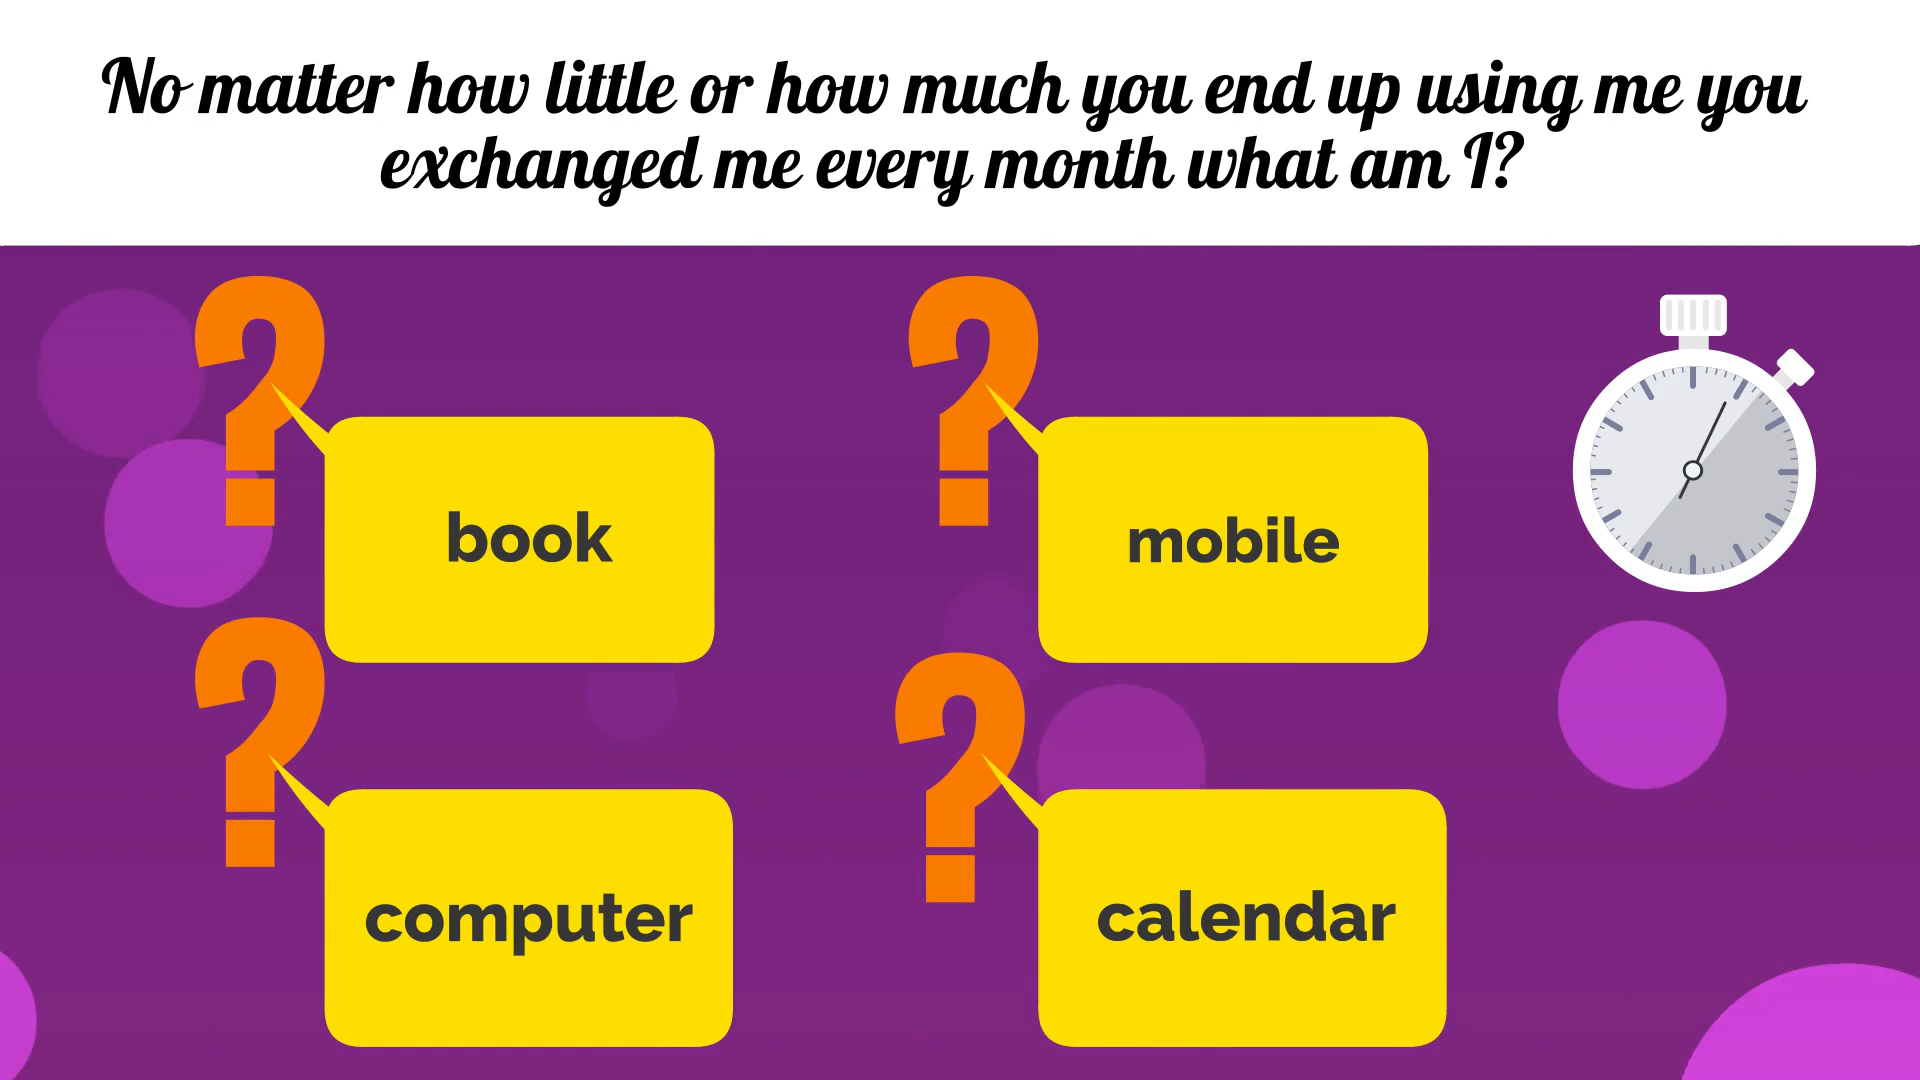 No matter how little or how much you end up using me you
exchanged me every month what am I?
book
mobile
computer
calendar